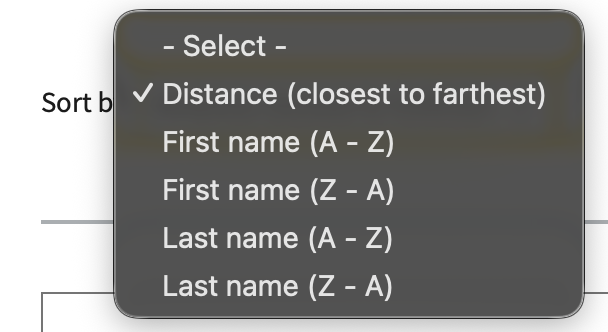 - Select -
Sort b
✓ Distance (closest to farthest)
First name (A - Z)
First name (Z - A)
Last name (A - Z)
Last name (Z - A)